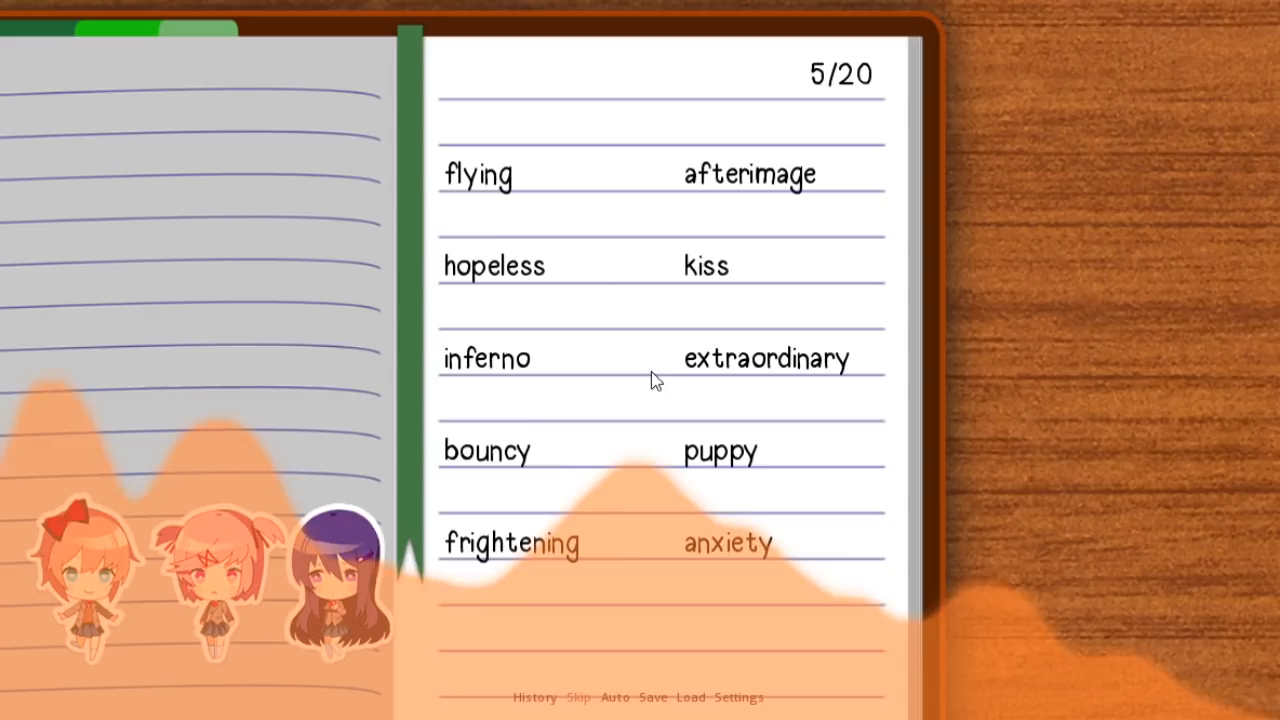 5/20
flying afterimage
hopeless kiss
inferno extraordinary
bouncy puppy
frightening anxiety
History Skip Auto Save Load Settings